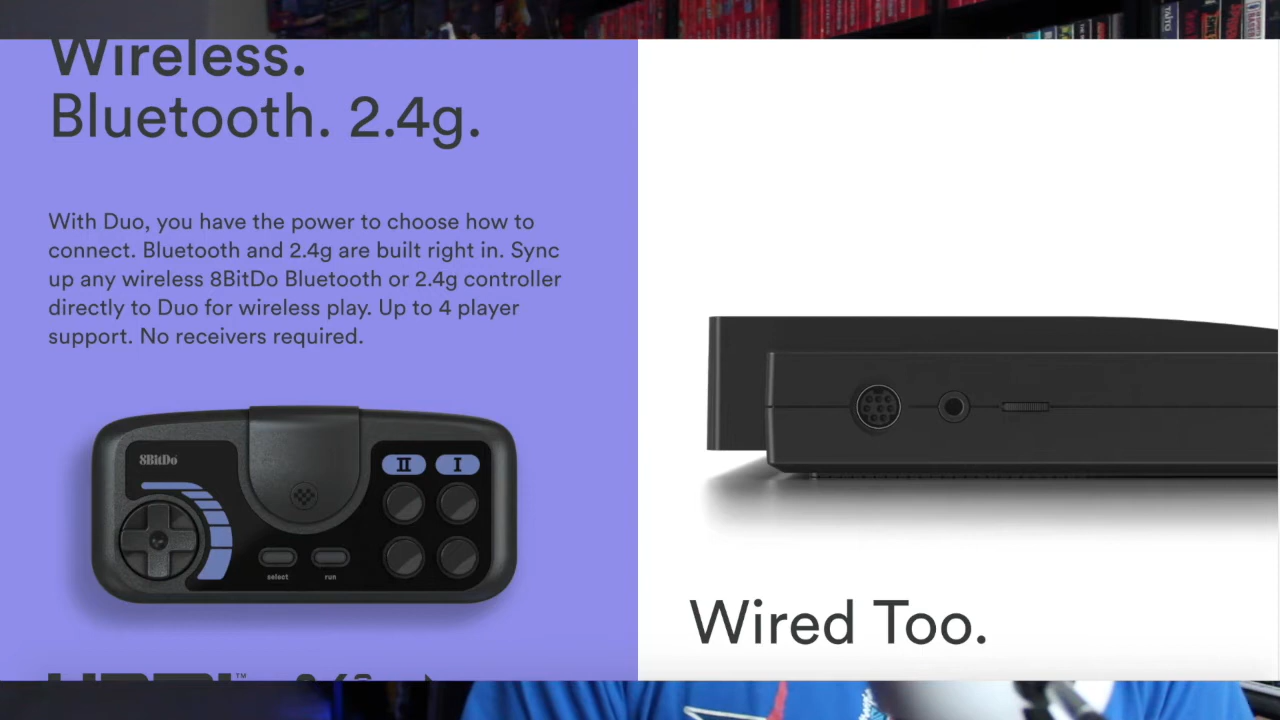 Wireless.
Bluetooth. 2.4g.
With Duo, you have the power to choose how to
connect. Bluetooth and 2.4g are built right in. Sync
up any wireless 8BitDo Bluetooth or 2.4g controller
directly to Duo for wireless play. Up to 4 player
support. No receivers required.
8BitDo
II I
select run
Wired Too.
TAITO